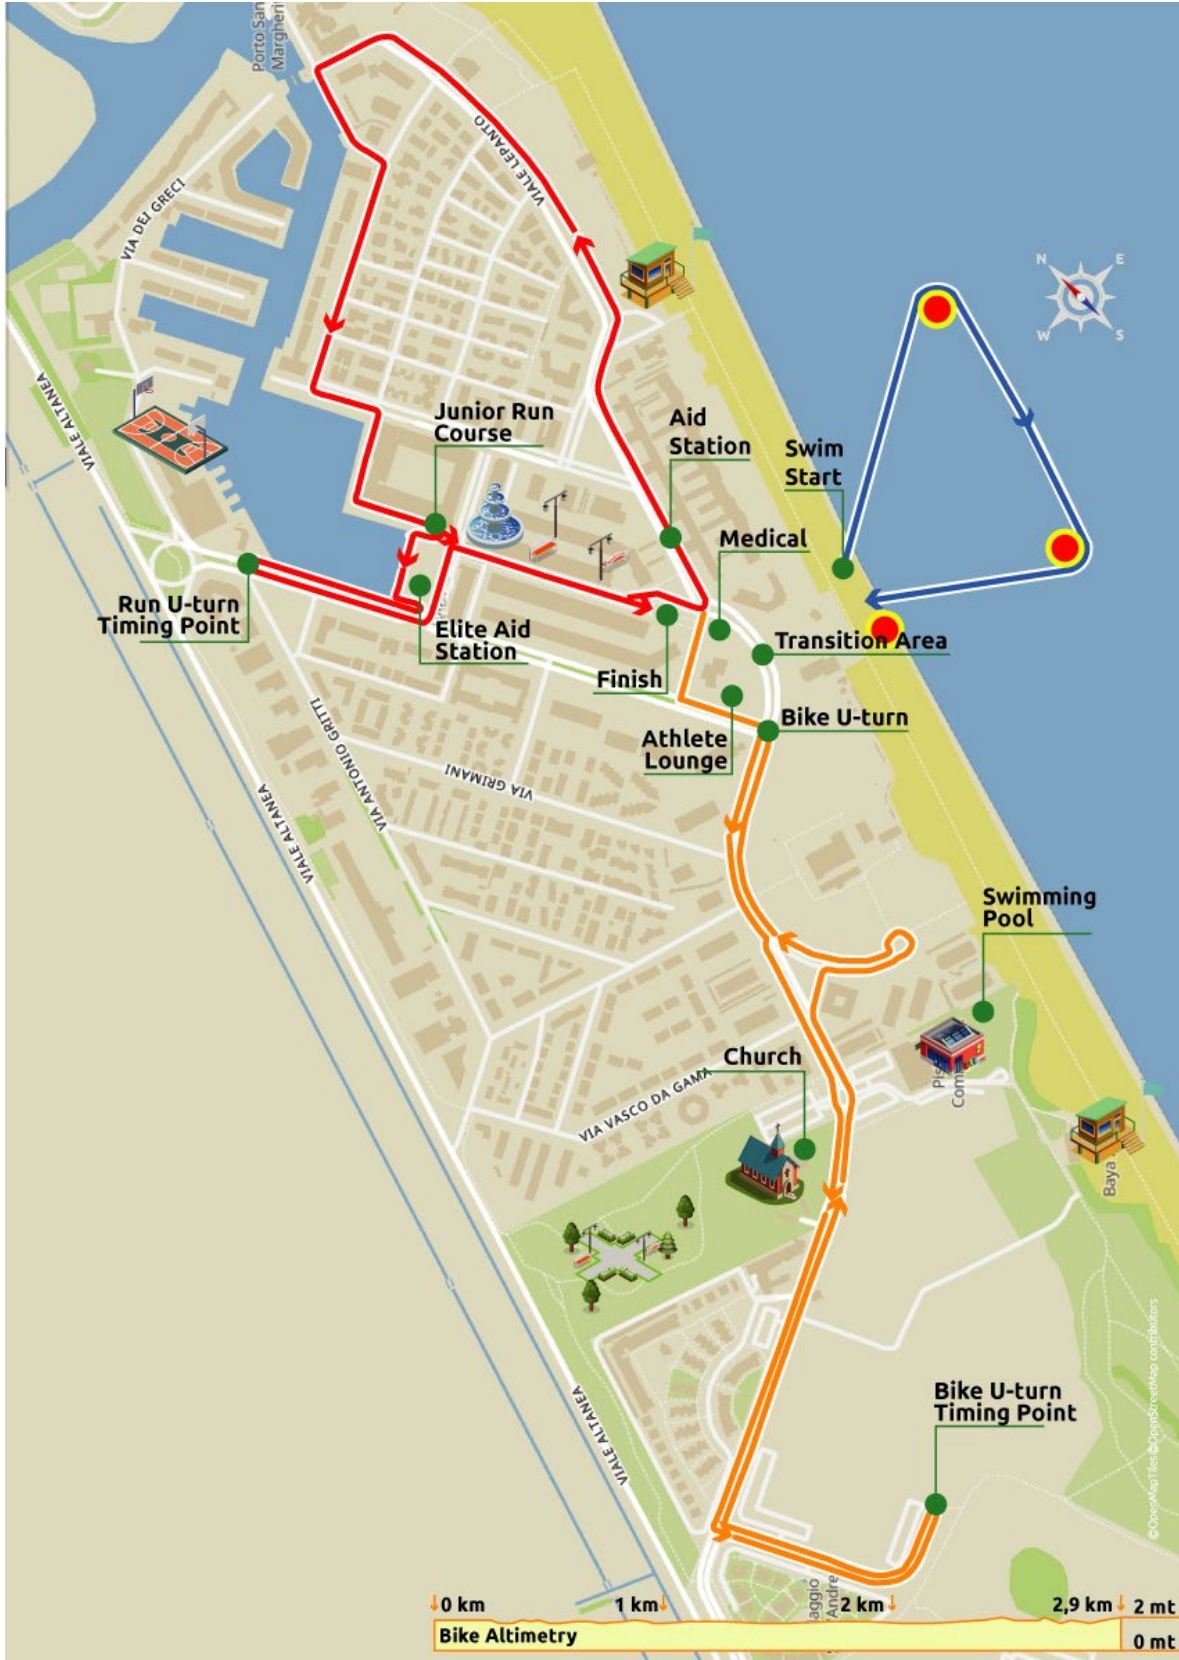 Porto San
VIA DEI GRECI
VIALE LEPANTO
N
E
W
S
VIALE ALTANEA
Junior Run
Course
Aid
Station
Swim
Start
Medical
Run U-turn
Timing Point
Elite Aid
Station
Finish
Transition Area
Athlete
Lounge
Bike U-turn
VIA ANTONIO GRITTI
VIA GRIMANI
VIALE ALTANEA
Swimming
Pool
Church
VIA VASCO DA GAMA
Baya
VIALE ALTANEA
Bike U-turn
Timing Point
©OpenMapTiles©OpenStreetMap contributors
0 km
1 km
2 km
2,9 km
2 mt
Bike Altimetry
0 mt